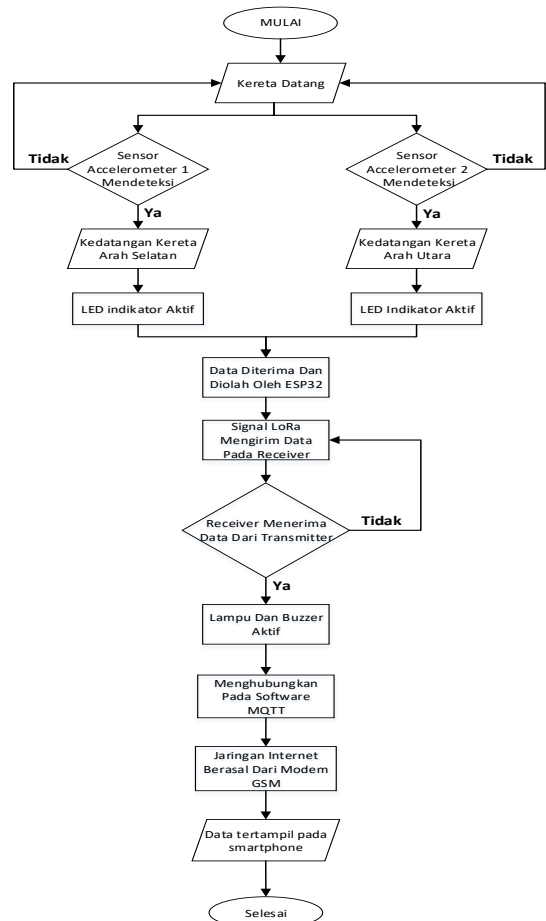 MULAI
Kereta Datang
Tidak
Sensor
Accelerometer 1
Mendeteksi
Sensor
Accelerometer 2
Mendeteksi
Tidak
Ya
Ya
Kedatangan Kereta
Arah Selatan
Kedatangan Kereta
Arah Utara
LED indikator Aktif
LED Indikator Aktif
Data Diterima Dan
Diolah Oleh ESP32
Signal LoRa
Mengirim Data
Pada Receiver
Receiver Menerima
Data Dari Transmitter
Tidak
Ya
Lampu Dan Buzzer
Aktif
Menghubungkan
Pada Software
MQTT
Jaringan Internet
Berasal Dari Modem
GSM
Data tertampil pada
smartphone
Selesai